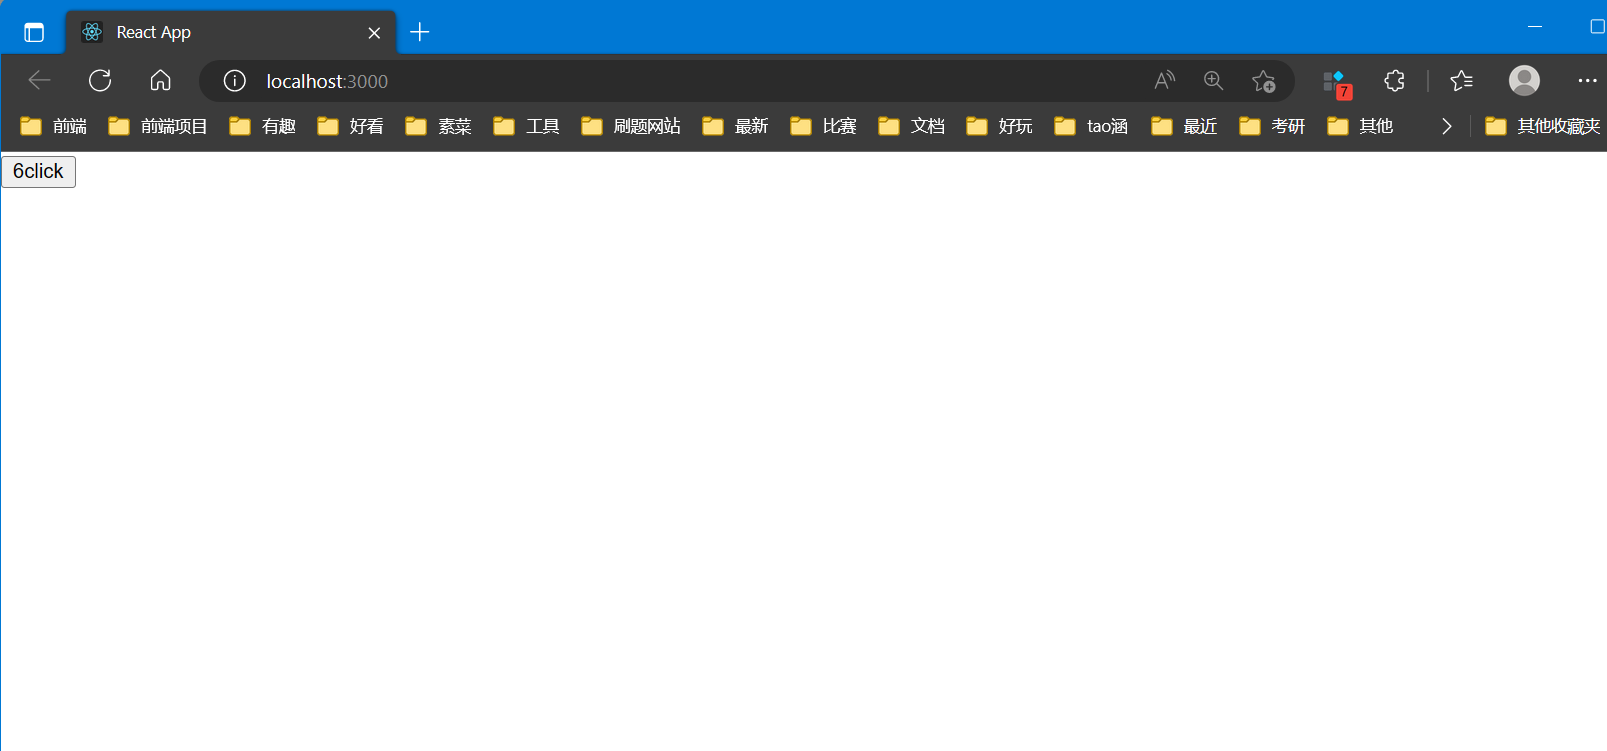 React App
localhost:3000
7
前端 前端项目 有趣 好看 素菜 工具 刷题网站 最新 比赛 文档 好玩 tao涵 最近 考研 其他 其他收藏夹
6click